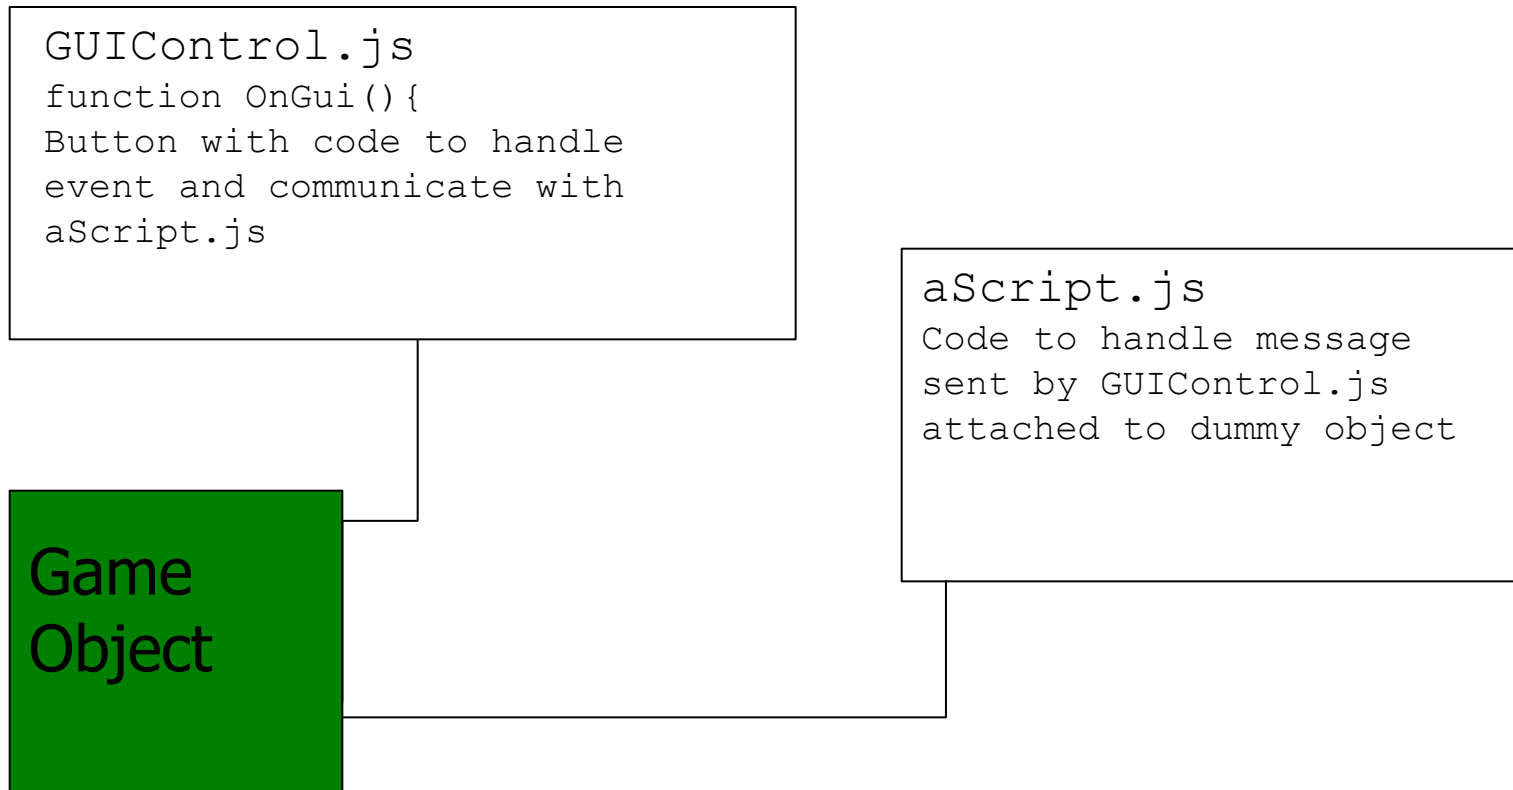 GUIControl.js
function OnGui(){
Button with code to handle
event and communicate with
aScript.js
aScript.js
Code to handle message
sent by GUIControl.js
attached to dummy object
Game
Object